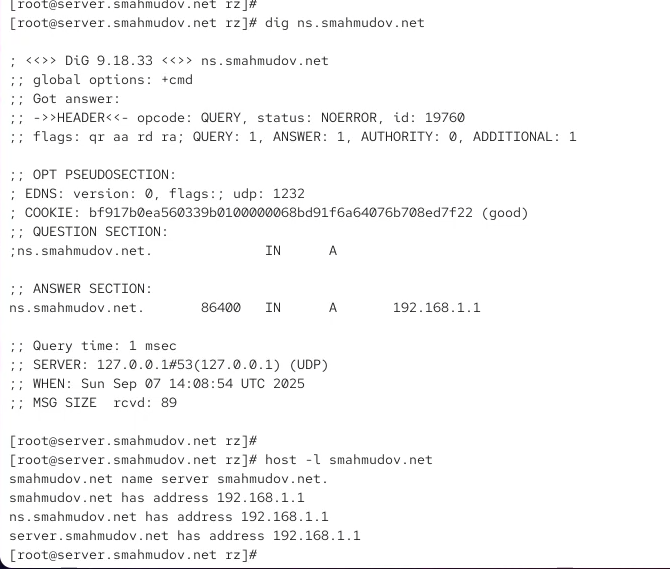 [root@server.smahmudov.net rz]#
[root@server.smahmudov.net rz]# dig ns.smahmudov.net
; <<>> DiG 9.18.33 <<>> ns.smahmudov.net
;; global options: +cmd
;; Got answer:
;; ->>HEADER<<- opcode: QUERY, status: NOERROR, id: 19760
;; flags: qr aa rd ra; QUERY: 1, ANSWER: 1, AUTHORITY: 0, ADDITIONAL: 1
;; OPT PSEUDOSECTION:
; EDNS: version: 0, flags:; udp: 1232
; COOKIE: bf917b0ea560339b0100000068bd91f6a64076b708ed7f22 (good)
;; QUESTION SECTION:
;ns.smahmudov.net. IN A
;; ANSWER SECTION:
ns.smahmudov.net. 86400 IN A 192.168.1.1
;; Query time: 1 msec
;; SERVER: 127.0.0.1#53(127.0.0.1) (UDP)
;; WHEN: Sun Sep 07 14:08:54 UTC 2025
;; MSG SIZE rcvd: 89
[root@server.smahmudov.net rz]#
[root@server.smahmudov.net rz]# host -l smahmudov.net
smahmudov.net name server smahmudov.net.
smahmudov.net has address 192.168.1.1
ns.smahmudov.net has address 192.168.1.1
server.smahmudov.net has address 192.168.1.1
[root@server.smahmudov.net rz]#